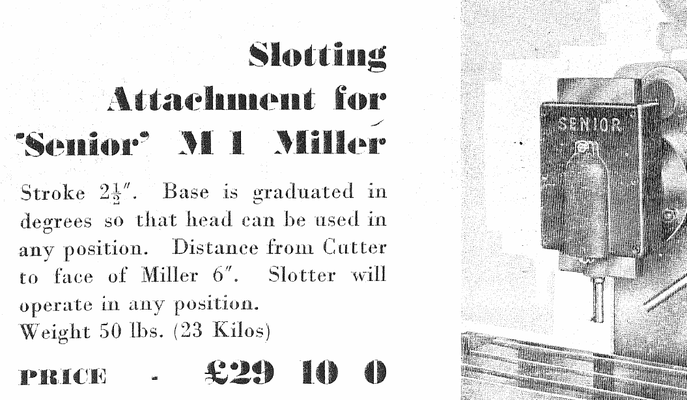 Slotting
Attachment for
"Senior" M 1 Miller
Stroke 2½". Base is graduated in
degrees so that head can be used in
any position. Distance from Cutter
to face of Miller 6". Slotter will
operate in any position.
Weight 50 lbs. (23 Kilos)
PRICE - £29 10 0
SENIOR